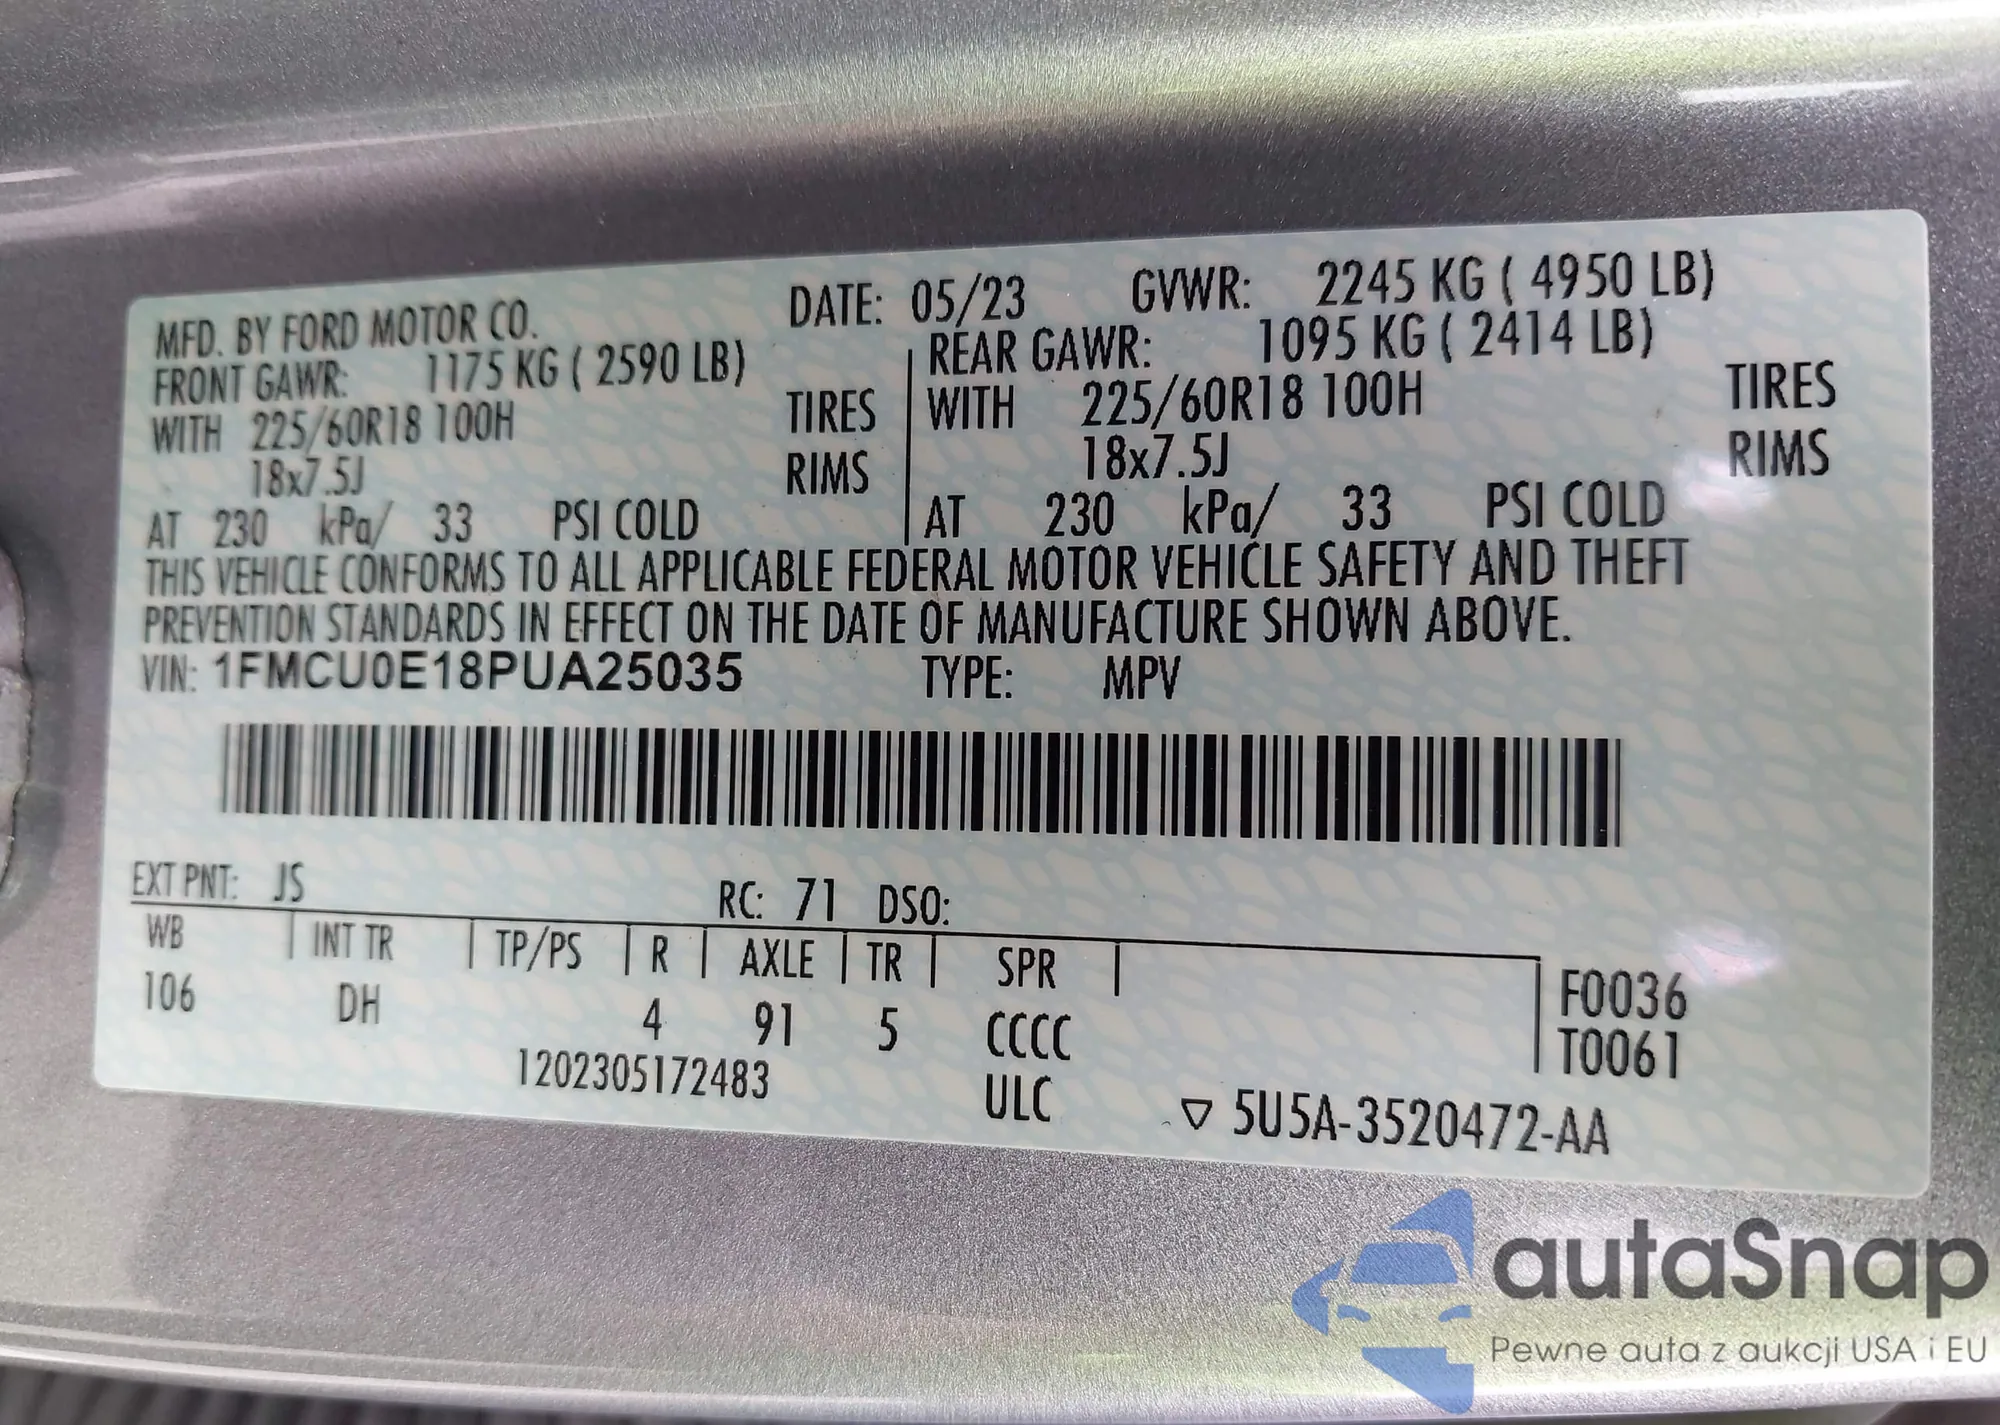 MFD. BY FORD MOTOR CO. DATE: 05/23 GVWR: 2245 KG ( 4950 LB)
FRONT GAWR: 1175 KG ( 2590 LB) REAR GAWR: 1095 KG ( 2414 LB)
WITH 225/60R18 100H TIRES WITH 225/60R18 100H TIRES
18x7.5J RIMS 18x7.5J RIMS
AT 230 kPa/ 33 PSI COLD AT 230 kPa/ 33 PSI COLD
THIS VEHICLE CONFORMS TO ALL APPLICABLE FEDERAL MOTOR VEHICLE SAFETY AND THEFT
PREVENTION STANDARDS IN EFFECT ON THE DATE OF MANUFACTURE SHOWN ABOVE.
VIN: 1FMCU0E18PUA25035 TYPE: MPV
EXT PNT: JS RC: 71 DSO:
WB INT TR TP/PS R AXLE TR SPR F0036
106 DH 4 91 5 CCCC T0061
1202305172483 ULC ▽ 5U5A-3520472-AA
autaSnap
Pewne auta z aukcji USA i EU